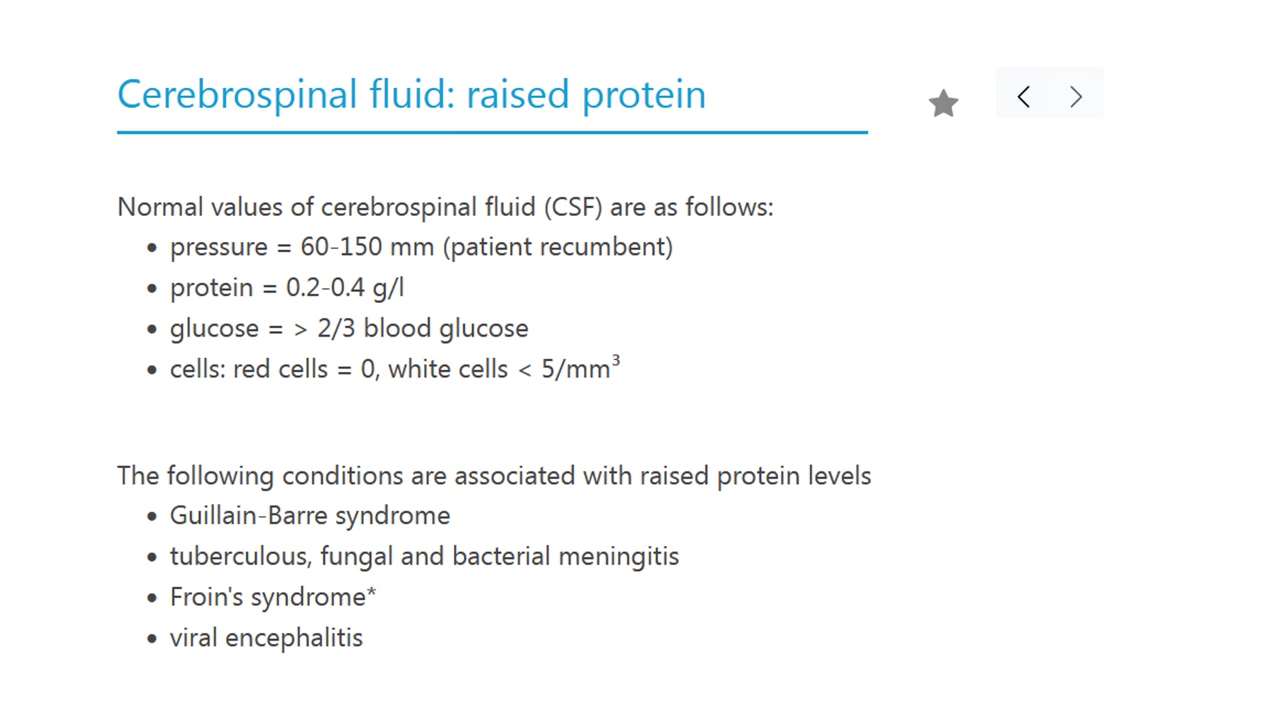 Cerebrospinal fluid: raised protein
Normal values of cerebrospinal fluid (CSF) are as follows:
• pressure = 60-150 mm (patient recumbent)
• protein = 0.2-0.4 g/l
• glucose = > 2/3 blood glucose
• cells: red cells = 0, white cells < 5/mm³
The following conditions are associated with raised protein levels
• Guillain-Barre syndrome
• tuberculous, fungal and bacterial meningitis
• Froin's syndrome*
• viral encephalitis